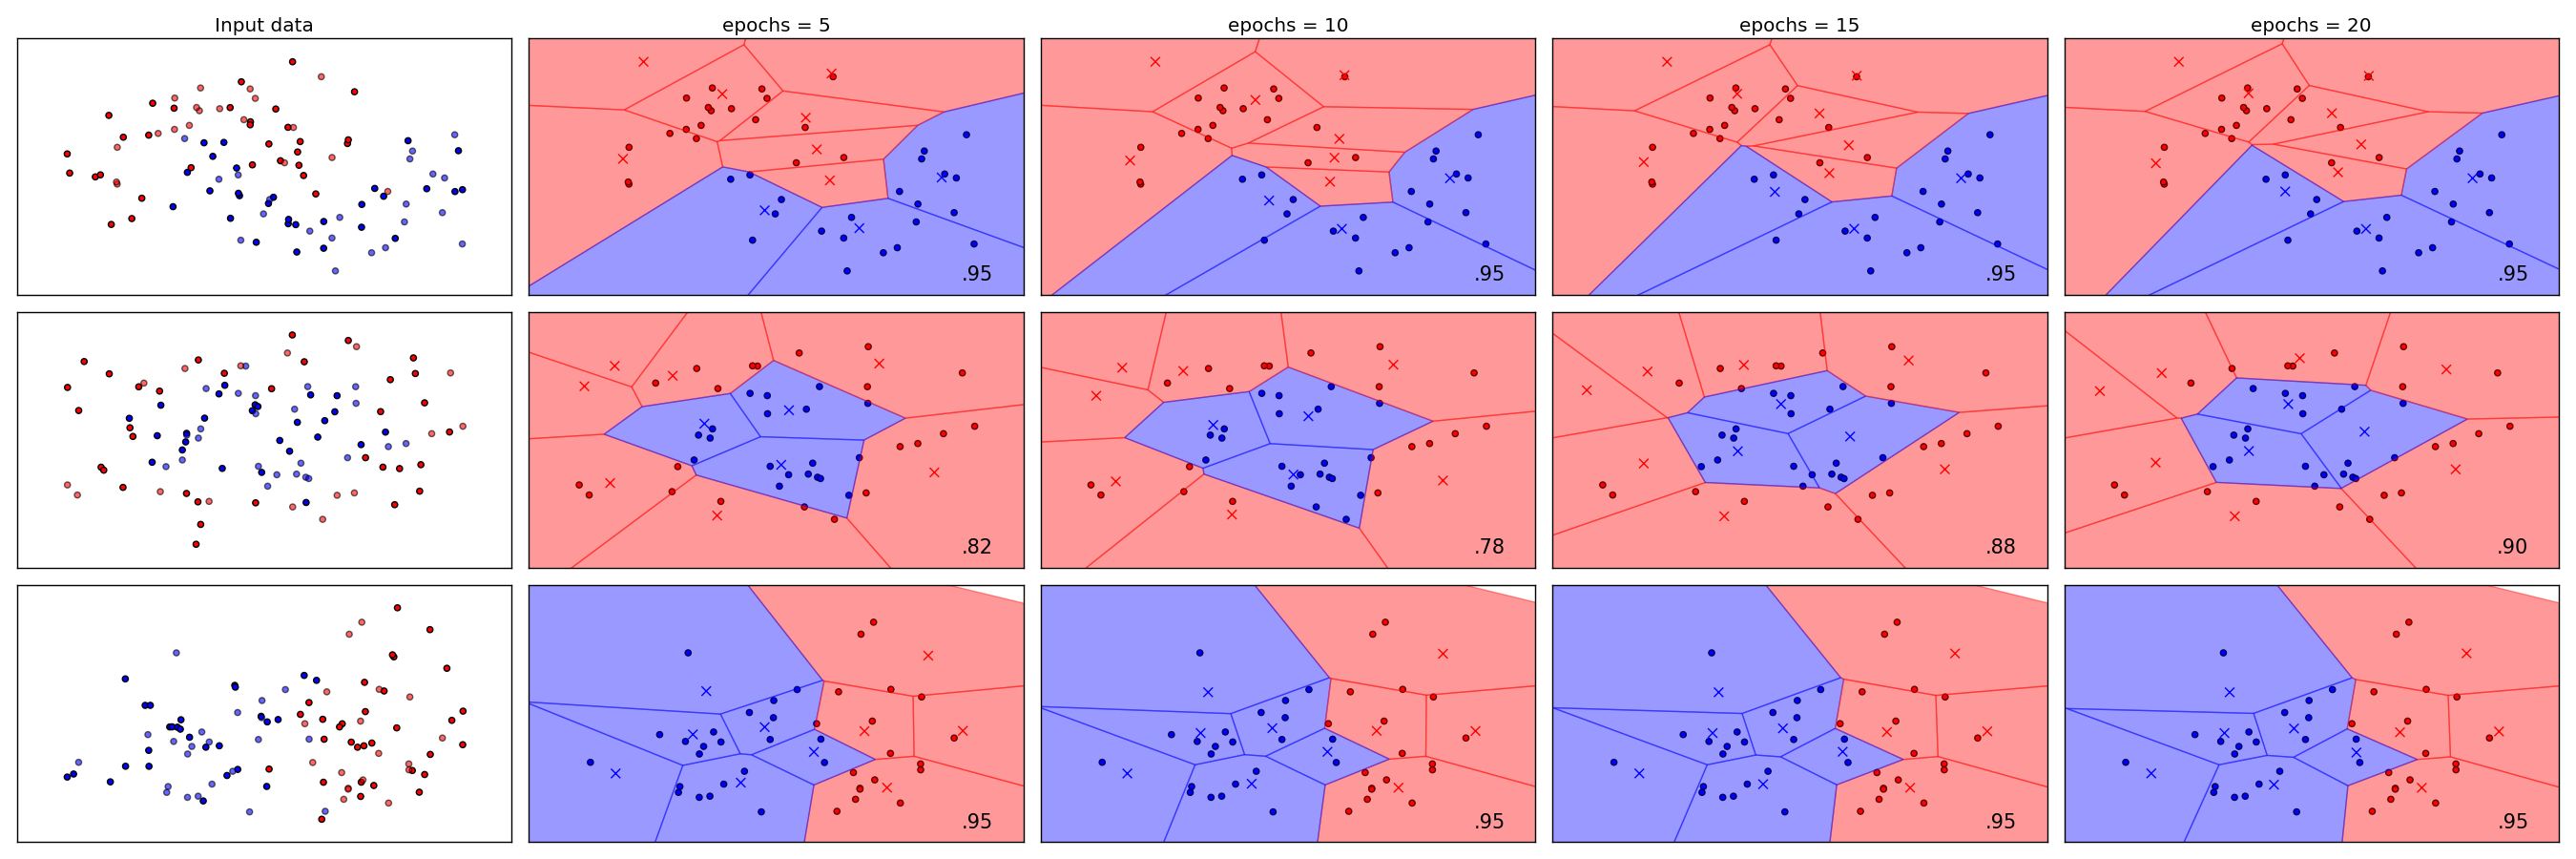 Input data
epochs = 5
epochs = 10
epochs = 15
epochs = 20
.95
.95
.95
.95
.82
.78
.88
.90
.95
.95
.95
.95